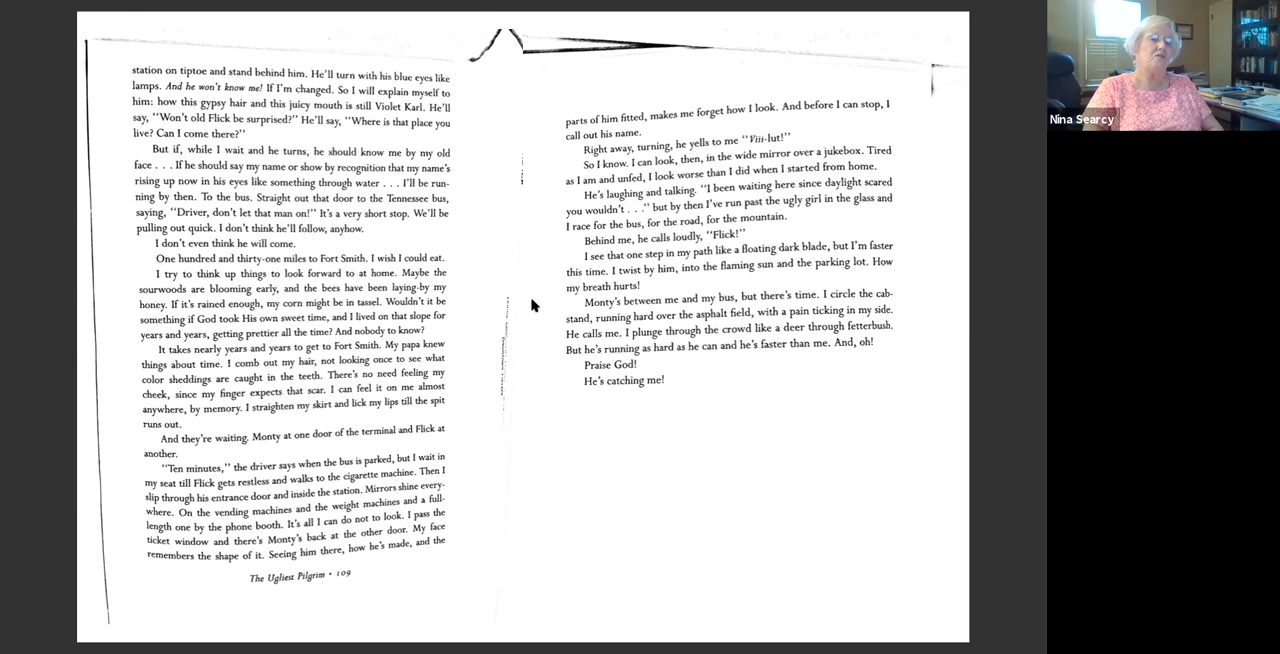 station on tiptoe and stand behind him. He'll turn with his blue eyes like
lamps. And he won't know me! If I'm changed. So I will explain myself to
him: how this gypsy hair and this juicy mouth is still Violet Karl. He'll
say, "Won't old Flick be surprised?" He'll say, "Where is that place you
live? Can I come there?"
But if, while I wait and he turns, he should know me by my old
face . . . If he should say my name or show by recognition that my name's
rising up now in his eyes like something through water . . . I'll be run-
ning by then. To the bus. Straight out that door to the Tennessee bus,
saying, "Driver, don't let that man on!" It's a very short stop. We'll be
pulling out quick. I don't think he'll follow, anyhow.
I don't even think he will come.
One hundred and thirty-one miles to Fort Smith. I wish I could eat.
I try to think up things to look forward to at home. Maybe the
sourwoods are blooming early, and the bees have been laying-by my
honey. If it's rained enough, my corn might be in tassel. Wouldn't it be
something if God took His own sweet time, and I lived on that slope for
years and years, getting prettier all the time? And nobody to know?
It takes nearly years and years to get to Fort Smith. My papa knew
things about time. I comb out my hair, not looking once to see what
color sheddings are caught in the teeth. There's no need feeling my
cheek, since my finger expects that scar. I can feel it on me almost
anywhere, by memory. I straighten my skirt and lick my lips till the spit
runs out.
And they're waiting. Monty at one door of the terminal and Flick at
another.
"Ten minutes," the driver says when the bus is parked, but I wait in
my seat till Flick gets restless and walks to the cigarette machine. Then I
slip through his entrance door and inside the station. Mirrors shine every-
where. On the vending machines and the weight machines and a full-
length one by the phone booth. It's all I can do not to look. I pass the
ticket window and there's Monty's back at the other door. My face
remembers the shape of it. Seeing him there, how he's made, and the
The Ugliest Pilgrim • 109
parts of him fitted, makes me forget how I look. And before I can stop, I
call out his name.
Right away, turning, he yells to me "Viii-lut!"
So I know. I can look, then, in the wide mirror over a jukebox. Tired
as I am and unfed, I look worse than I did when I started from home.
He's laughing and talking. "I been waiting here since daylight scared
you wouldn't . . ." but by then I've run past the ugly girl in the glass and
I race for the bus, for the road, for the mountain.
Behind me, he calls loudly, "Flick!"
I see that one step in my path like a floating dark blade, but I'm faster
this time. I twist by him, into the flaming sun and the parking lot. How
my breath hurts!
Monty's between me and my bus, but there's time. I circle the cab-
stand, running hard over the asphalt field, with a pain ticking in my side.
He calls me. I plunge through the crowd like a deer through fetterbush.
But he's running as hard as he can and he's faster than me. And, oh!
Praise God!
He's catching me!
Nina Searcy